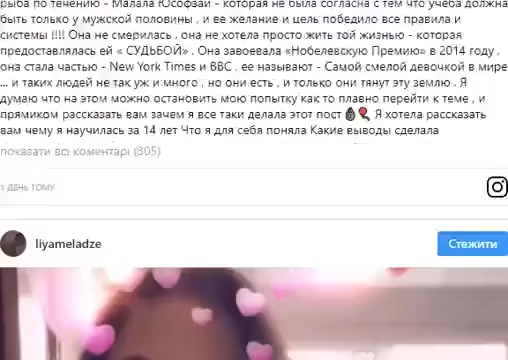 рыба по течению - Малала Юсофзай - которая не была согласна с тем что учеба должна
быть только у мужской половины , и ее желание и цель победило все правила и
системы !!!! Она не смерилась , она не хотела просто жить той жизнью - которая
предоставлялась ей « СУДЬБОЙ» . Она завоевала «Нобелевскую Премию» в 2014 году ,
она стала частью - New York Times и BBC , ее называют - Самой смелой девочкой в мире
... и таких людей не так уж и много , но они есть , и только они тянут эту землю . Я
думаю что на этом можно остановить мою попытку как то плавно перейти к теме , и
прямиком рассказать вам зачем я все таки делала этот пост Я хотела рассказать
вам чему я научилась за 14 лет Что я для себя поняла Какие выводы сделала
показати всі коментарі (305)
1 ДЕНЬ ТОМУ
liyameladze
Стежити